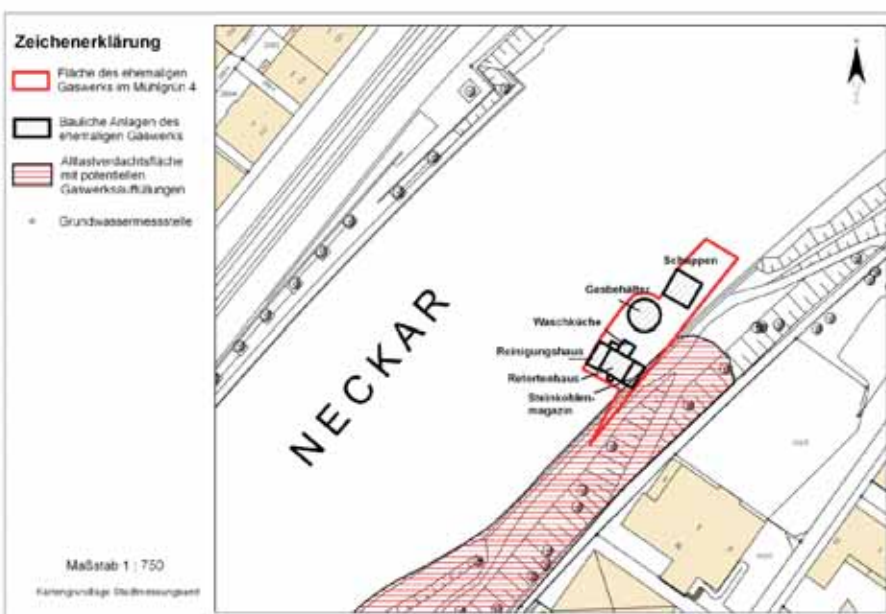 Zeichenerklärung
Fläche des ehemaligen
Gaswerks im Mühlgrün 4
Bauliche Anlagen des
ehemaligen Gaswerks
Altlastverdachtsfläche
mit potentiellen
Gaswerksauffüllungen
Grundwassermessstelle
Maßstab 1 : 750
Kartengrundlage Stadtmessungsamt
NECKAR
Schuppen
Gasbehälter
Waschküche
Reinigungshaus
Retortenhaus
Steinkohlen-
magazin